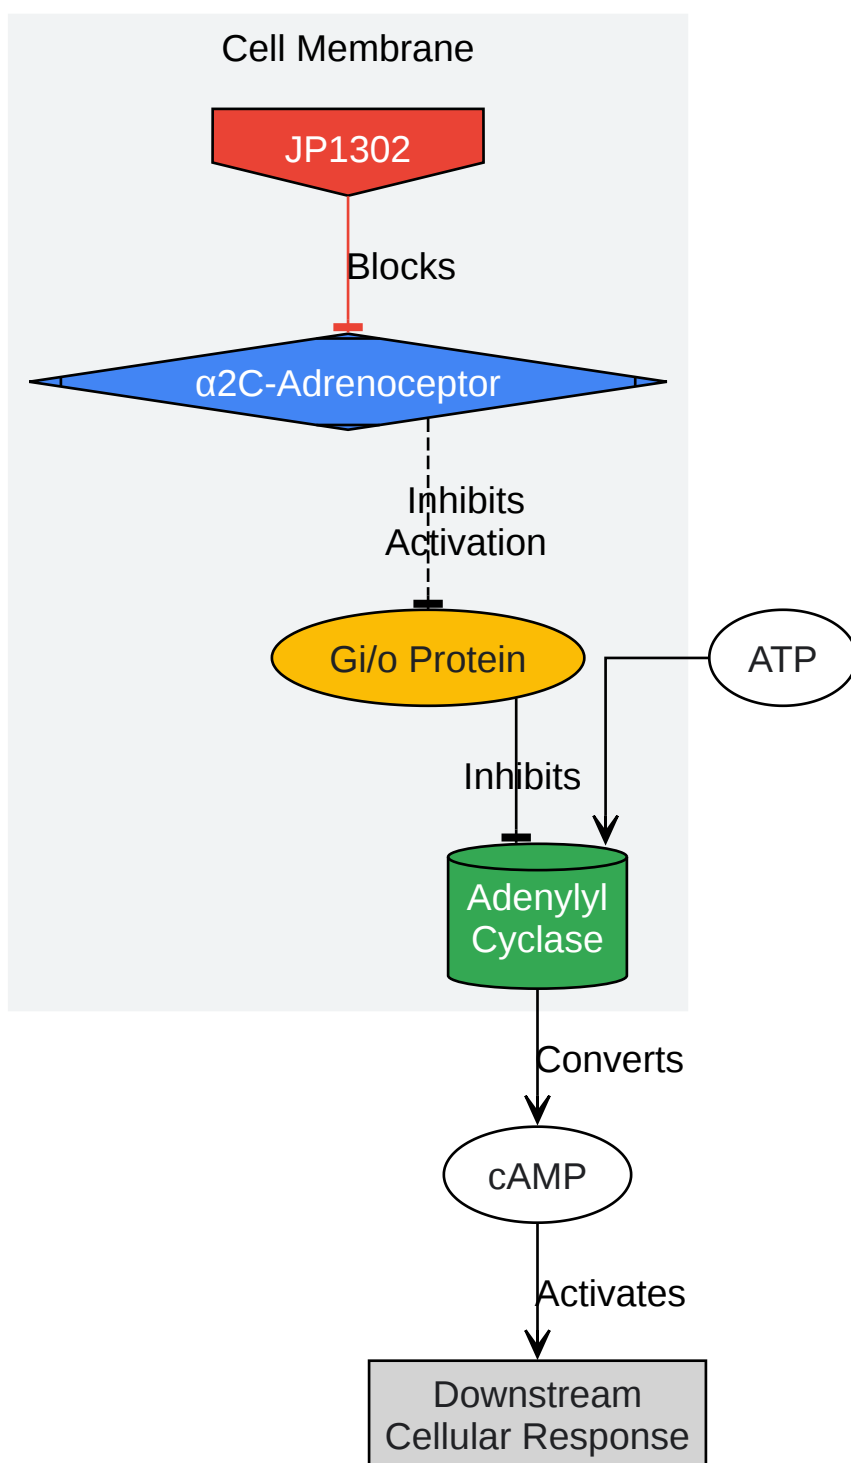 Cell Membrane
JP1302
Blocks
α2C-Adrenoceptor
Inhibits
Activation
Gi/o Protein
ATP
Inhibits
Adenylyl
Cyclase
Converts
cAMP
Activates
Downstream
Cellular Response